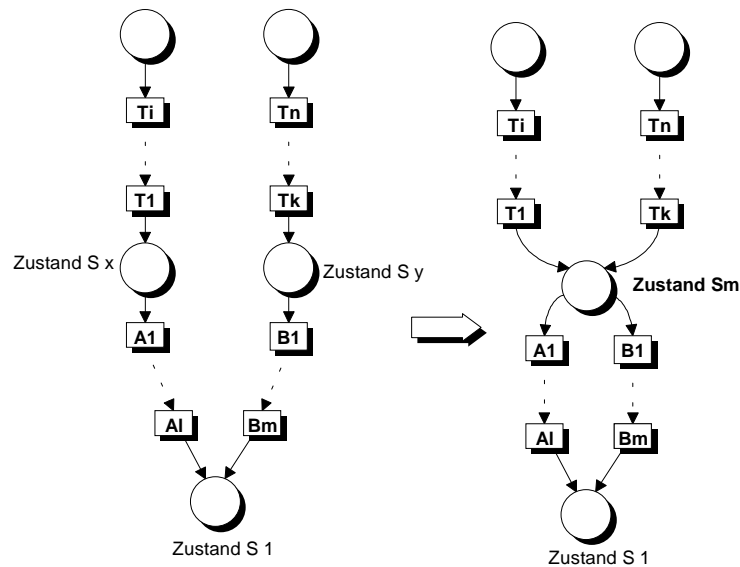 Ti
Tn
T1
Tk
Zustand S x
Zustand S y
A1
B1
Al
Bm
Zustand S 1
Ti
Tn
T1
Tk
Zustand Sm
A1
B1
Al
Bm
Zustand S 1